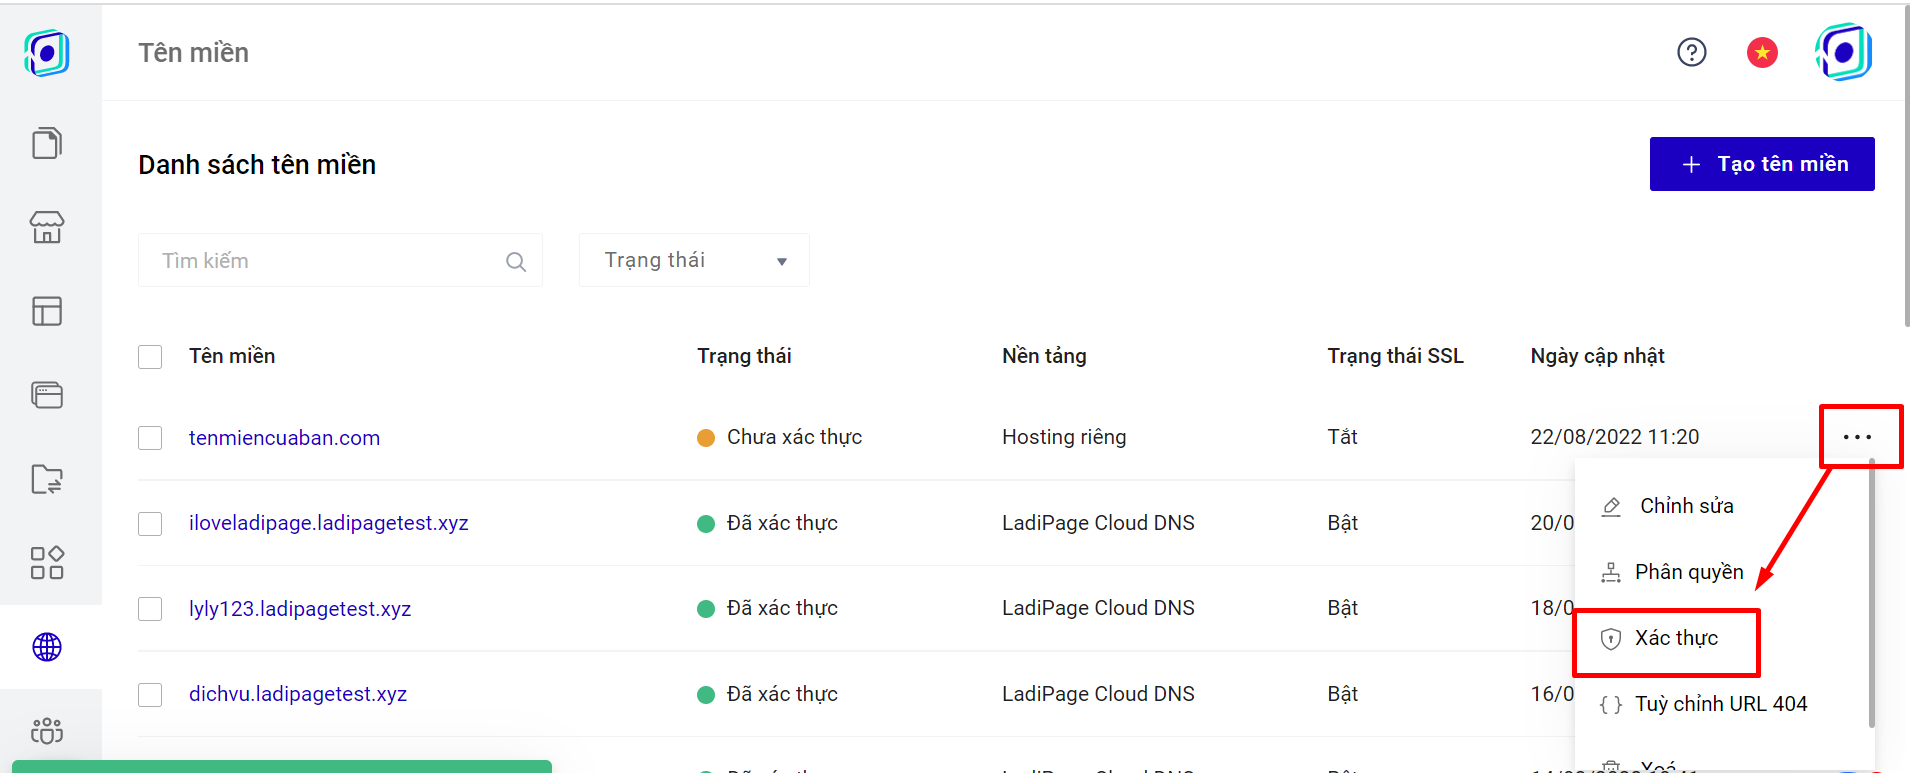 Tên miền
Danh sách tên miền
+ Tạo tên miền
Tìm kiếm
Trạng thái
Tên miền Trạng thái Nền tảng Trạng thái SSL Ngày cập nhật
tenmiencuaban.com Chưa xác thực Hosting riêng Tắt 22/08/2022 11:20
iloveladipage.ladipagetest.xyz Đã xác thực LadiPage Cloud DNS Bật 20/0
lyly123.ladipagetest.xyz Đã xác thực LadiPage Cloud DNS Bật 18/0
dichvu.ladipagetest.xyz Đã xác thực LadiPage Cloud DNS Bật 16/0
Chỉnh sửa
Phân quyền
Xác thực
Tuỳ chỉnh URL 404